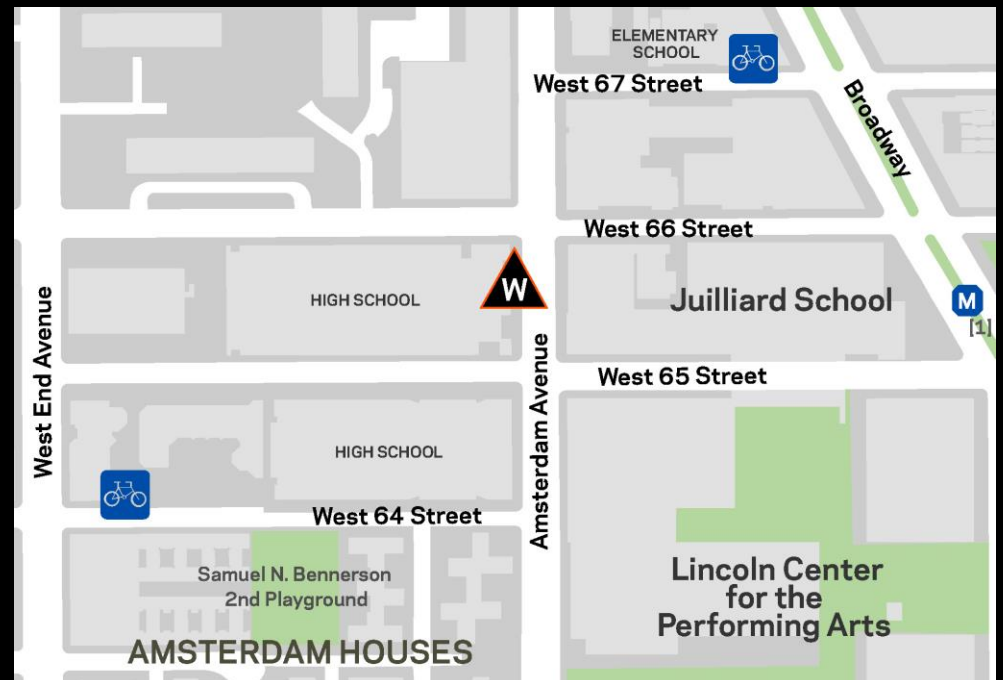 ELEMENTARY
SCHOOL
West 67 Street
Broadway
West 66 Street
W
HIGH SCHOOL
Juilliard School
M
[1]
West End Avenue
Amsterdam Avenue
West 65 Street
HIGH SCHOOL
West 64 Street
Samuel N. Bennerson
2nd Playground
Lincoln Center
for the
Performing Arts
AMSTERDAM HOUSES